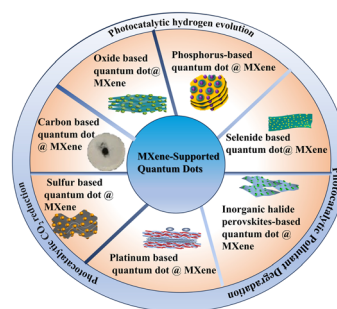 Photocatalytic hydrogen evolution
Oxide based
quantum dot@
MXene
Phosphorus-based
quantum dot @
MXene
Carbon based
quantum dot
@ MXene
Selenide based
quantum dot@ MXene
MXene-Supported
Quantum Dots
Sulfur based
quantum dot @
MXene
Inorganic halide
perovskites-based
quantum dot @
MXene
Platinum based
quantum dot @ MXene
Photocatalytic CO₂ reduction
Photocatalytic Pollutant Degradation